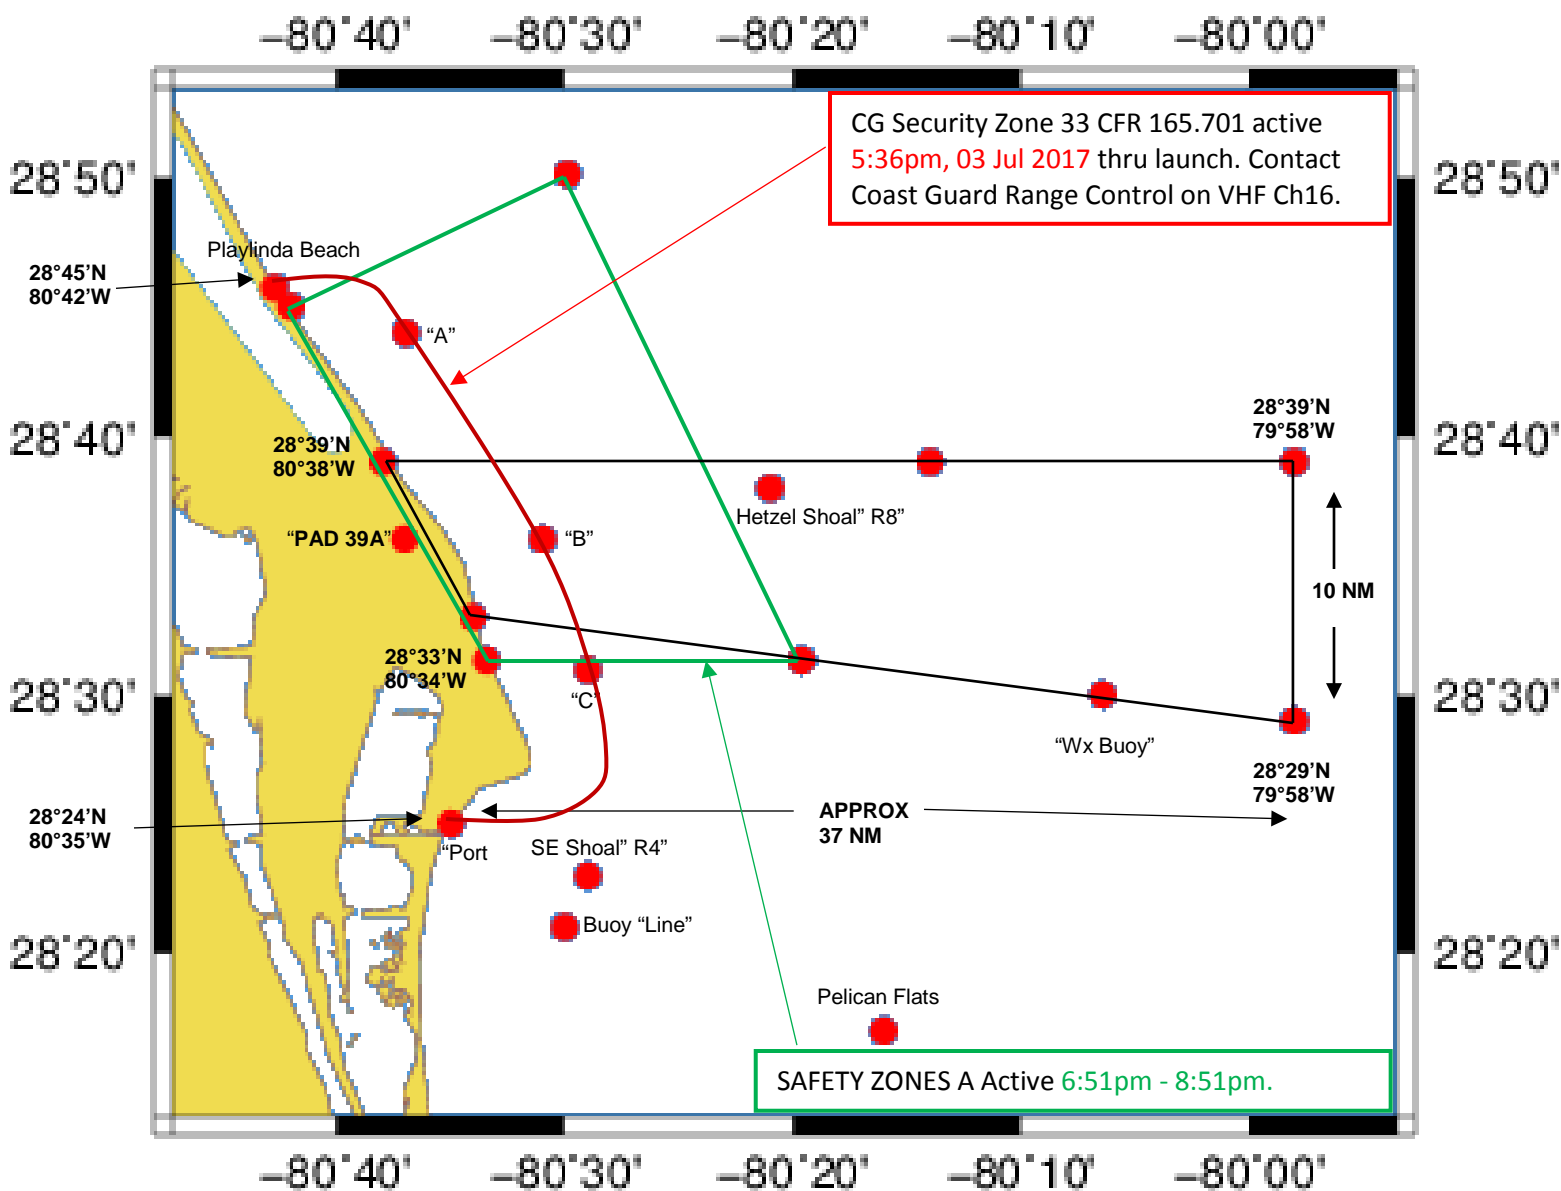 −80˚40' −80˚30' −80˚20' −80˚10' −80˚00'
CG Security Zone 33 CFR 165.701 active
5:36pm, 03 Jul 2017 thru launch. Contact
Coast Guard Range Control on VHF Ch16.
28˚50' 28˚50'
Playlinda Beach
28°45'N
80°42'W
"A"
28°39'N
79°58'W
28˚40' 28˚40'
28°39'N
80°38'W
Hetzel Shoal" R8"
"PAD 39A"
"B"
10 NM
28°33'N
80°34'W
28˚30' 28˚30'
"C"
"Wx Buoy"
28°29'N
79°58'W
28°24'N
80°35'W
APPROX
37 NM
"Port
SE Shoal" R4"
Buoy "Line"
28˚20' 28˚20'
Pelican Flats
SAFETY ZONES A Active 6:51pm - 8:51pm.
−80˚40' −80˚30' −80˚20' −80˚10' −80˚00'